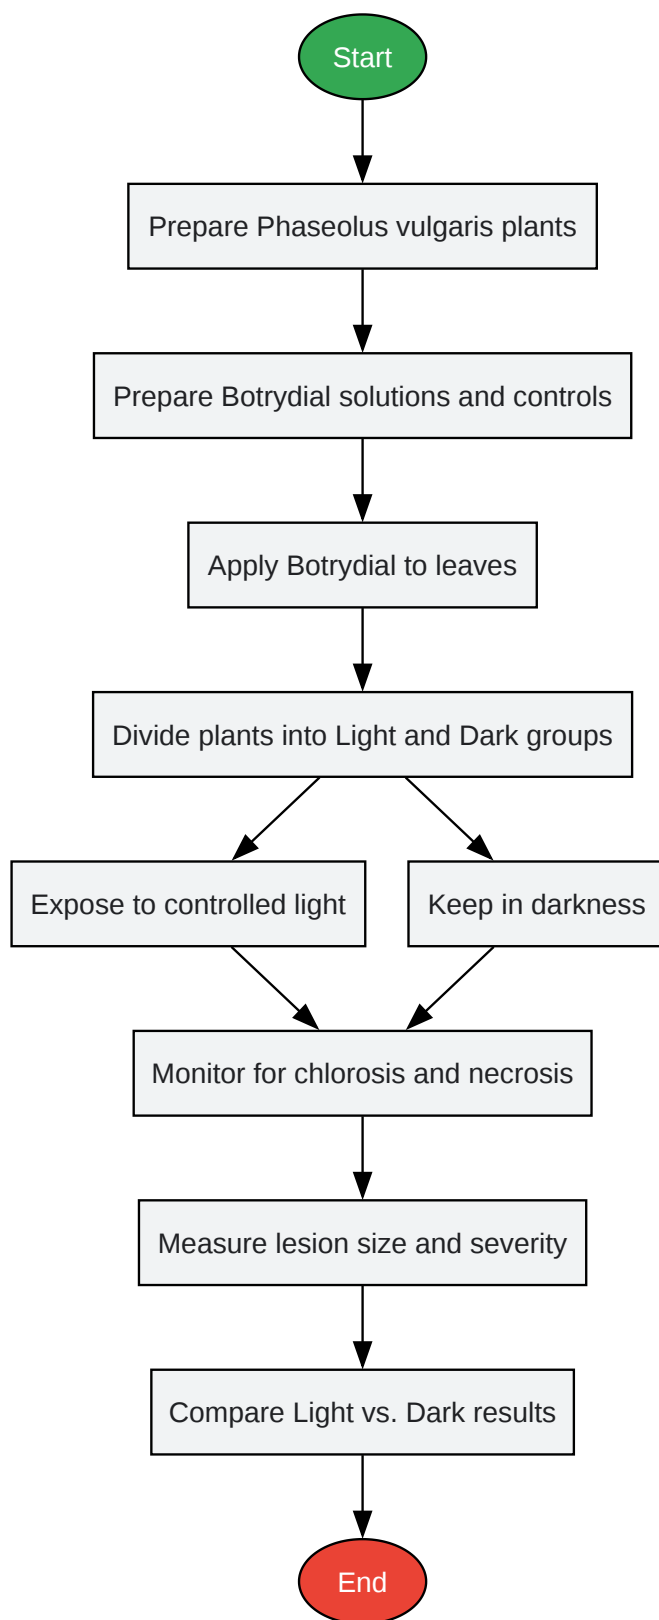 Start
Prepare Phaseolus vulgaris plants
Prepare Botrydial solutions and controls
Apply Botrydial to leaves
Divide plants into Light and Dark groups
Expose to controlled light
Keep in darkness
Monitor for chlorosis and necrosis
Measure lesion size and severity
Compare Light vs. Dark results
End